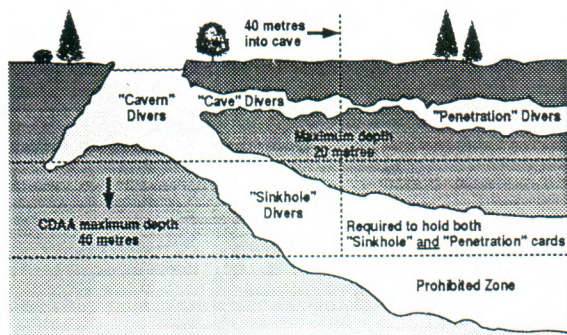 40 metres
into cave
"Cavern"
Divers
"Cave" Divers
"Penetration" Divers
Maximum depth
20 metres
"Sinkhole"
Divers
CDAA maximum depth
40 metres
Required to hold both
"Sinkhole" and "Penetration" cards
Prohibited Zone